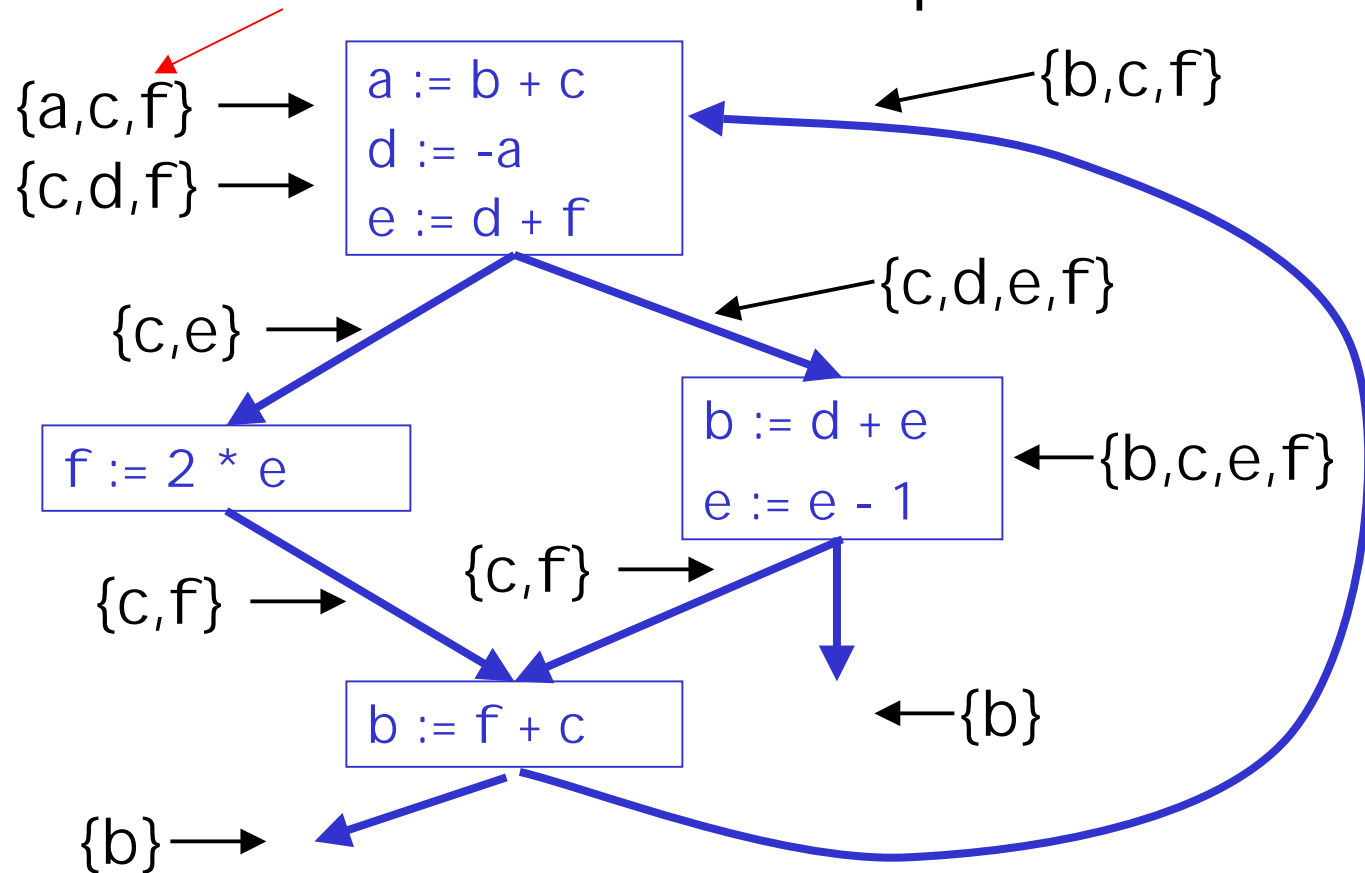 {b,c,f}
{a,c,f}
a := b + c
d := -a
{c,d,f}
e := d + f
{c,d,e,f}
{c,e}
b := d + e
{b,c,e,f}
f := 2 * e
e := e - 1
{c,f}
{c,f}
b := f + c
{b}
{b}